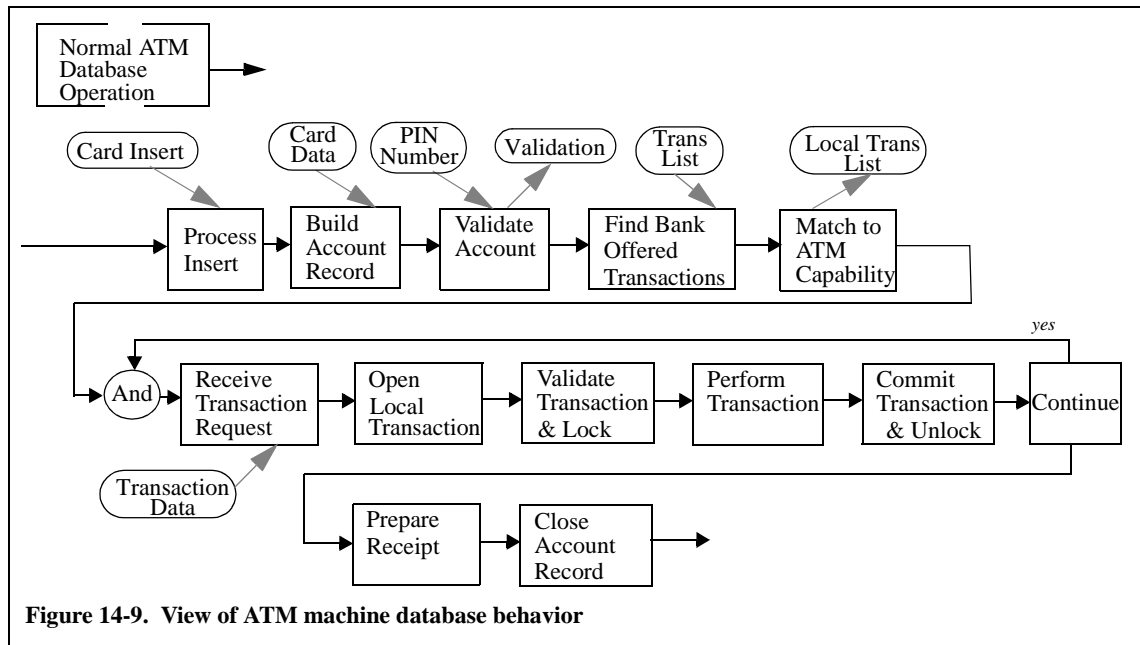 Normal ATM
Database
Operation
Card Insert
Card
Data
PIN
Number
Validation
Trans
List
Local Trans
List
Process
Insert
Build
Account
Record
Validate
Account
Find Bank
Offered
Transactions
Match to
ATM
Capability
yes
And
Receive
Transaction
Request
Open
Local
Transaction
Validate
Transaction
& Lock
Perform
Transaction
Commit
Transaction
& Unlock
Continue
Transaction
Data
Prepare
Receipt
Close
Account
Record
Figure 14-9. View of ATM machine database behavior